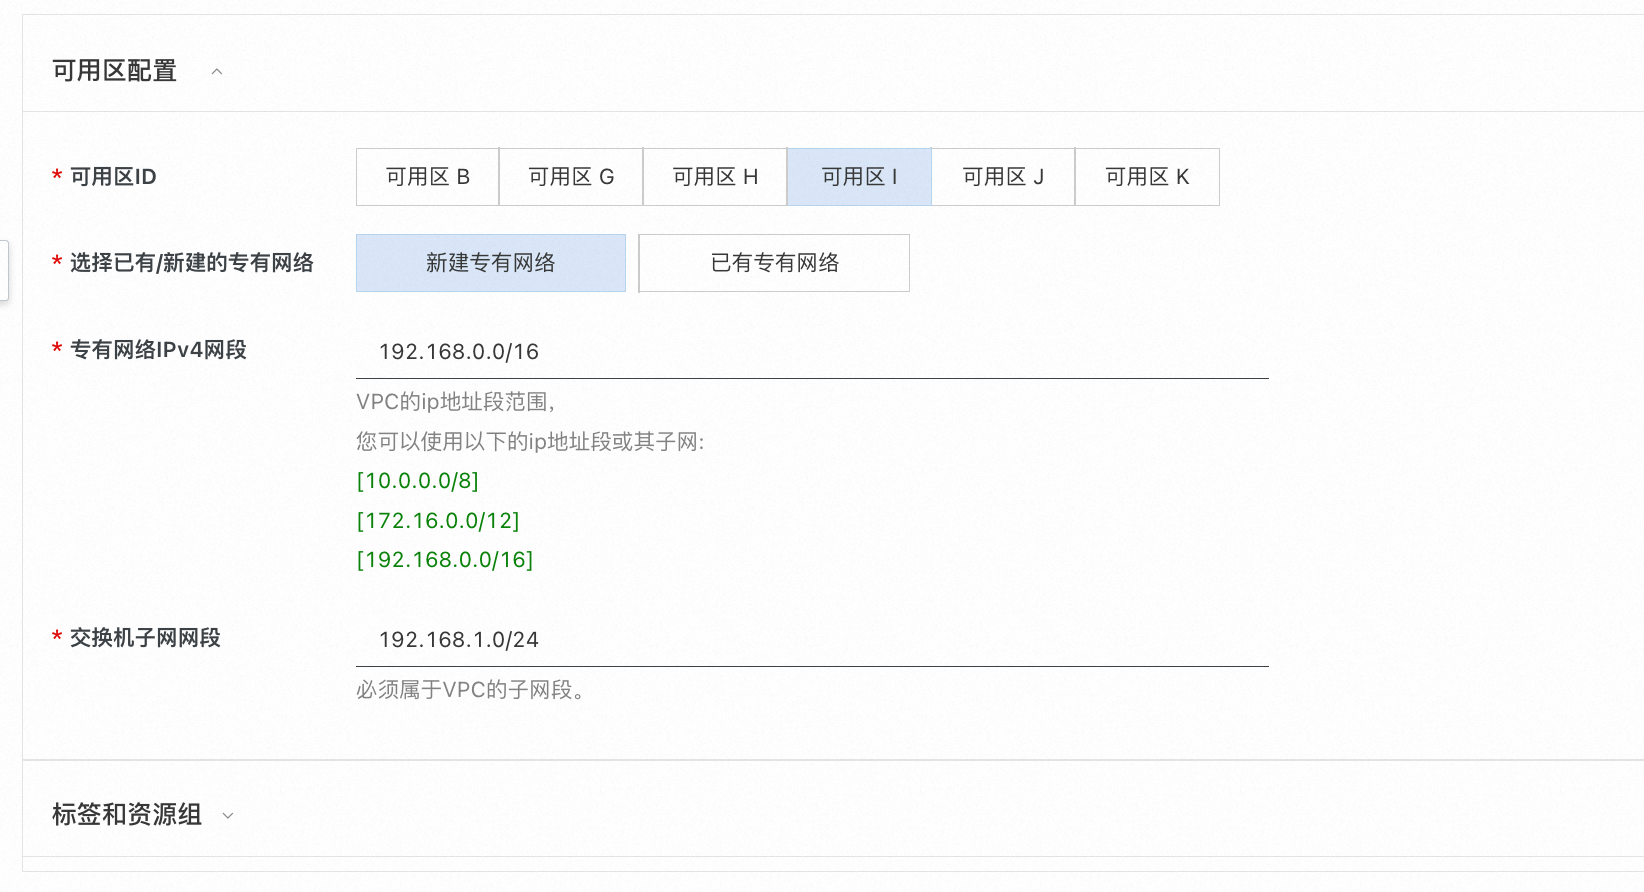 可用区配置
* 可用区ID
可用区 B 可用区 G 可用区 H 可用区 I 可用区 J 可用区 K
* 选择已有/新建的专有网络
新建专有网络 已有专有网络
* 专有网络IPv4网段
192.168.0.0/16
VPC的ip地址段范围，
您可以使用以下的ip地址段或其子网:
[10.0.0.0/8]
[172.16.0.0/12]
[192.168.0.0/16]
* 交换机子网网段
192.168.1.0/24
必须属于VPC的子网段。
标签和资源组